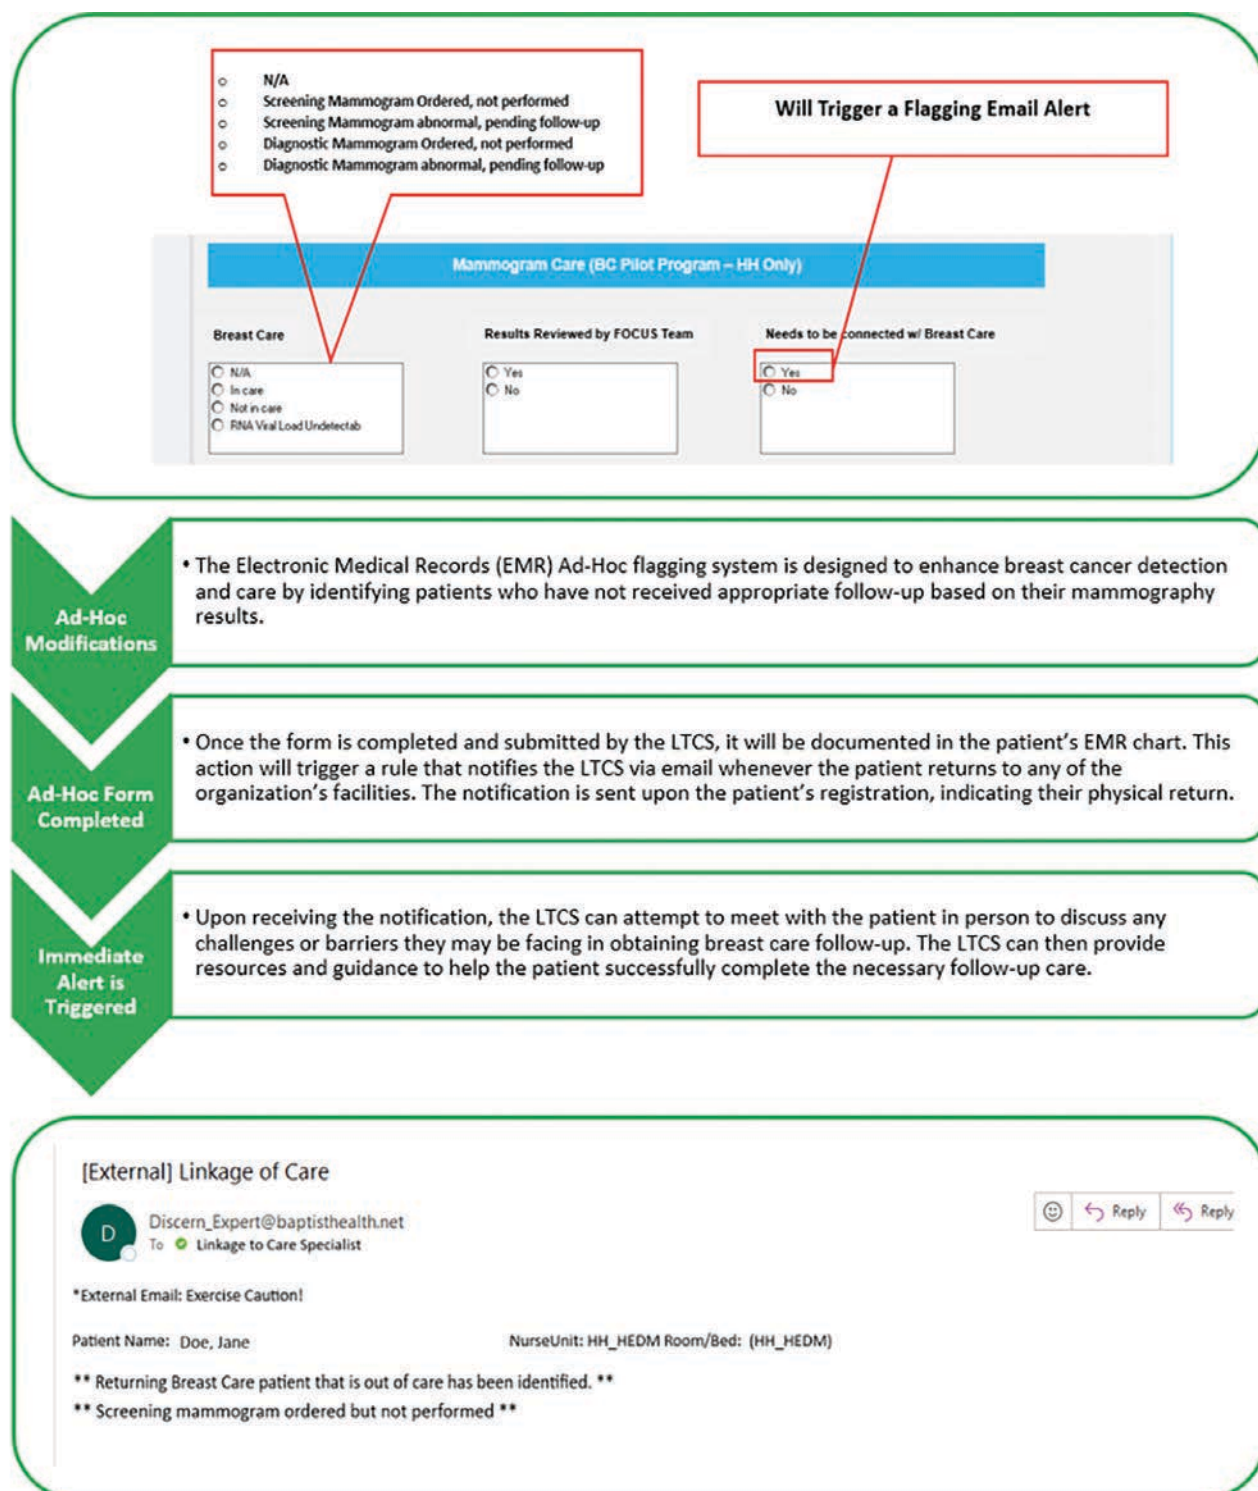 ○ N/A
○ Screening Mammogram Ordered, not performed
○ Screening Mammogram abnormal, pending follow-up
○ Diagnostic Mammogram Ordered, not performed
○ Diagnostic Mammogram abnormal, pending follow-up
Will Trigger a Flagging Email Alert
Mammogram Care (BC Pilot Program – HH Only)
Breast Care
N/A
In care
Not in care
RNA Viral Load Undetectab
Results Reviewed by FOCUS Team
Yes
No
Needs to be connected w/ Breast Care
Yes
No
Ad-Hoc
Modifications
• The Electronic Medical Records (EMR) Ad-Hoc flagging system is designed to enhance breast cancer detection
and care by identifying patients who have not received appropriate follow-up based on their mammography
results.
Ad-Hoc Form
Completed
• Once the form is completed and submitted by the LTCS, it will be documented in the patient's EMR chart. This
action will trigger a rule that notifies the LTCS via email whenever the patient returns to any of the
organization's facilities. The notification is sent upon the patient's registration, indicating their physical return.
Immediate
Alert is
Triggered
• Upon receiving the notification, the LTCS can attempt to meet with the patient in person to discuss any
challenges or barriers they may be facing in obtaining breast care follow-up. The LTCS can then provide
resources and guidance to help the patient successfully complete the necessary follow-up care.
[External] Linkage of Care
D
Discern_Expert@baptisthealth.net
To Linkage to Care Specialist
Reply
Reply
*External Email: Exercise Caution!
Patient Name: Doe, Jane NurseUnit: HH_HEDM Room/Bed: (HH_HEDM)
** Returning Breast Care patient that is out of care has been identified. **
** Screening mammogram ordered but not performed **